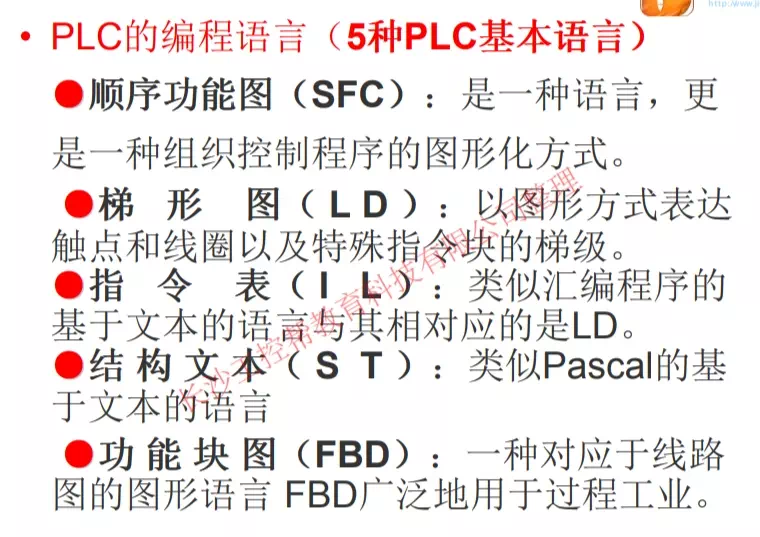 http://www.ji
• PLC的编程语言（5种PLC基本语言）
●顺序功能图（SFC）：是一种语言，更
是一种组织控制程序的图形化方式。
●梯 形 图（ L D ）：以图形方式表达
触点和线圈以及特殊指令块的梯级。
●指 令 表（ I L ）：类似汇编程序的
基于文本的语言与其相对应的是LD。
●结 构 文 本（ S T ）：类似Pascal的基
于文本的语言
●功 能 块 图（FBD）：一种对应于线路
图的图形语言 FBD广泛地用于过程工业。
长沙工控帮教育科技有限公司整理